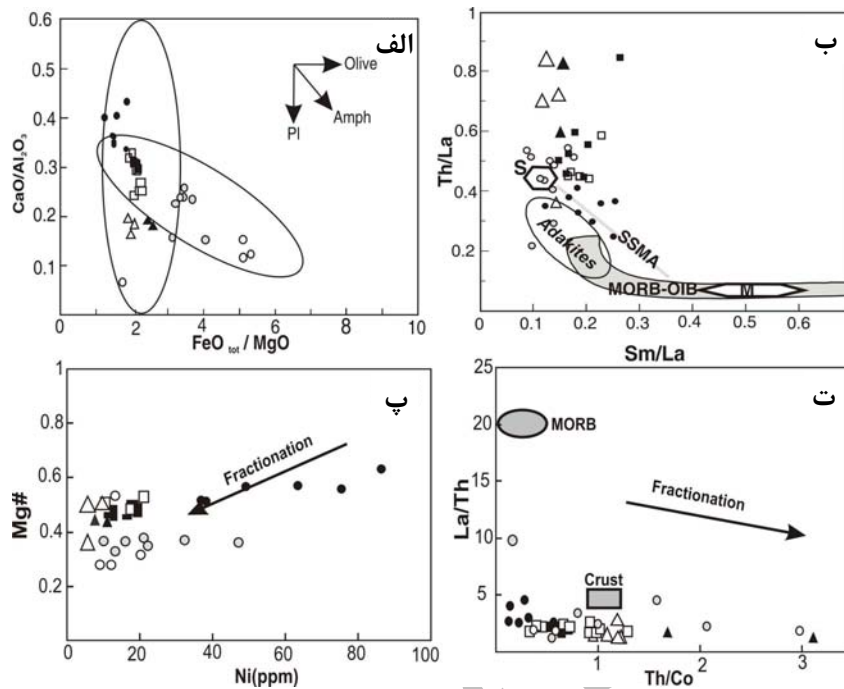 الف
0.6
0.5
0.4
0.3
0.2
0.1
CaO/Al₂O₃
Olive
Amph
Pl
0
2
4
6
8
10
FeO tot / MgO
ب
1
0.8
0.6
0.4
0.2
Th/La
S
Adakites
SSMA
MORB-OIB
M
0
0.1
0.2
0.3
0.4
0.5
0.6
Sm/La
پ
1
0.8
0.6
0.4
0.2
Mg#
Fractionation
0
20
40
60
80
100
Ni(ppm)
ت
25
20
15
10
5
La/Th
MORB
Fractionation
Crust
1
2
3
Th/Co